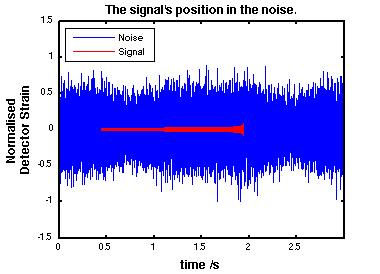 The signal's position in the noise.
Noise
Signal
Normalised
Detector Strain
1.5
1
0.5
0
-0.5
-1
-1.5
0 0.5 1 1.5 2 2.5
time /s